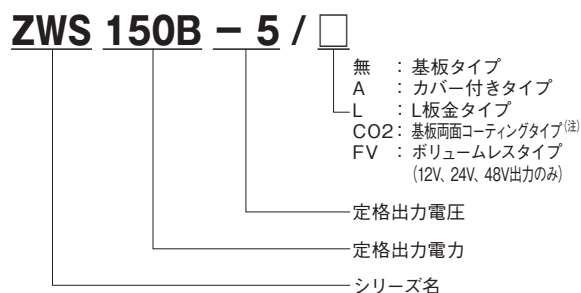 ZWS 150B － 5 / □
無 ： 基板タイプ
A ： カバー付きタイプ
L ： L板金タイプ
CO2： 基板両面コーティングタイプ(注)
FV ： ボリュームレスタイプ
(12V、24V、48V出力のみ)
定格出力電圧
定格出力電力
シリーズ名